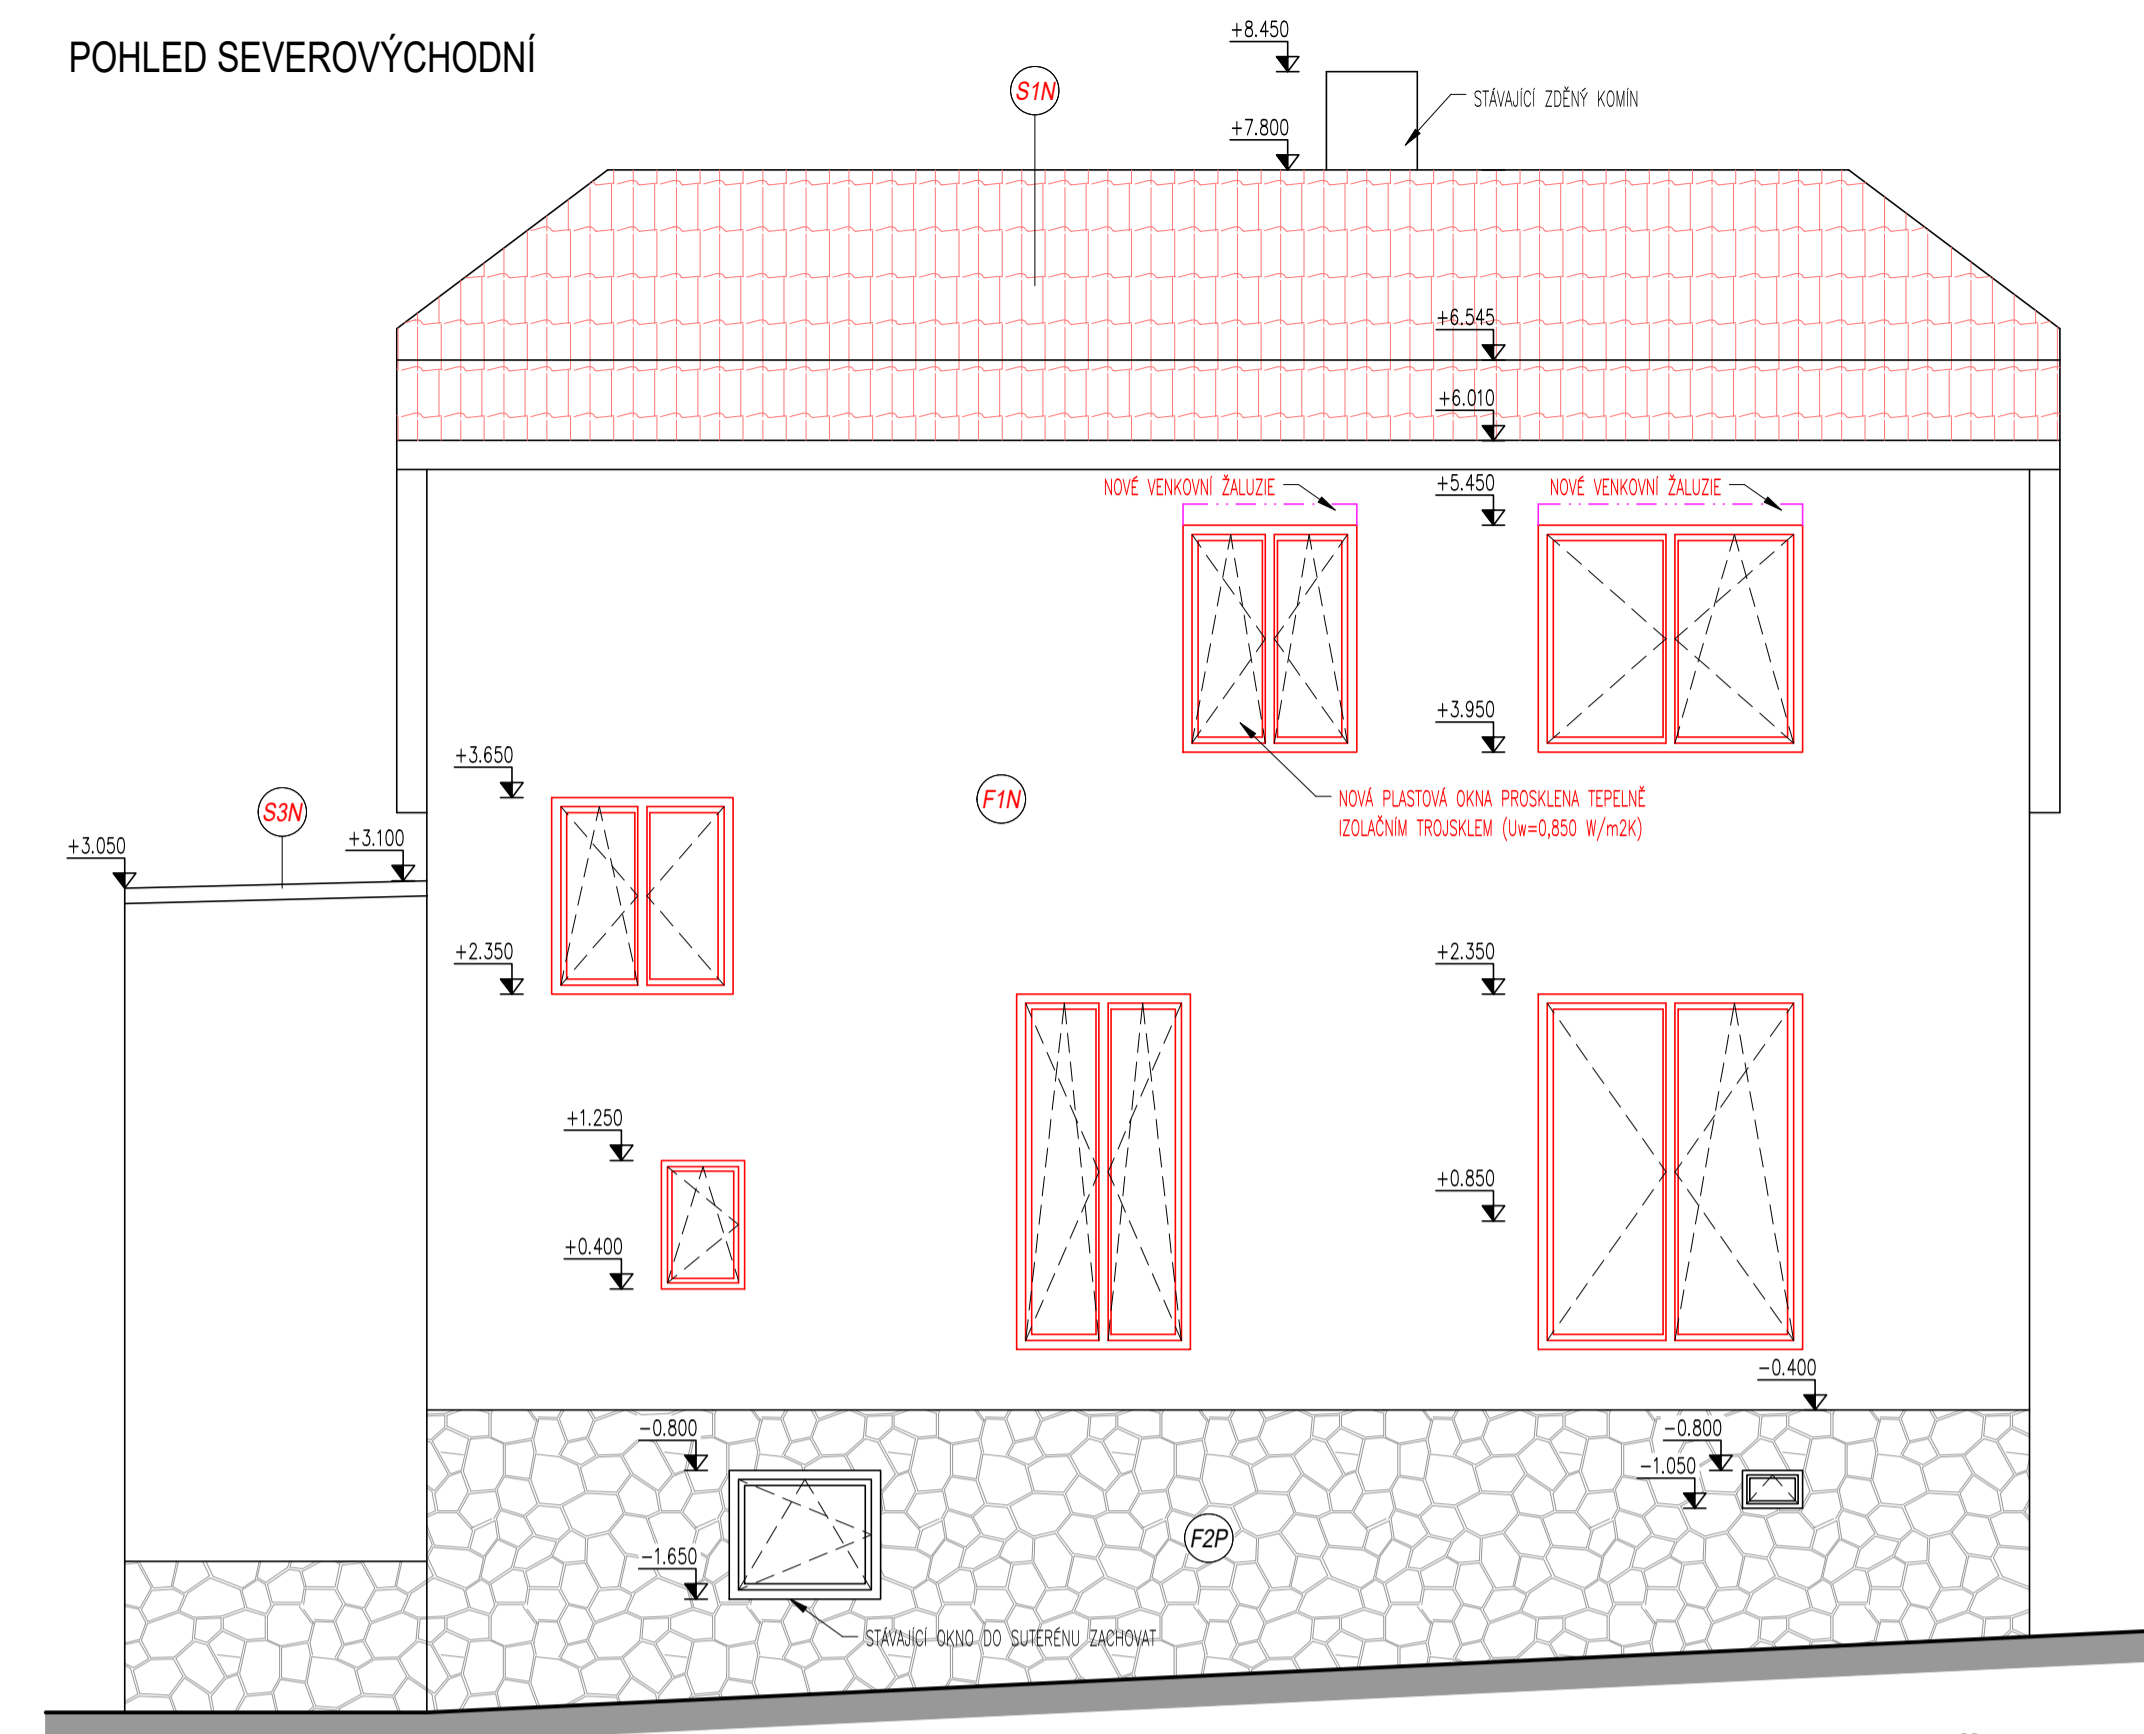 POHLED SEVEROVÝCHODNÍ
+8.450
S1N
STÁVAJÍCÍ ZDĚNÝ KOMÍN
+7.800
+6.545
+6.010
NOVÉ VENKOVNÍ ŽALUZIE
+5.450
NOVÉ VENKOVNÍ ŽALUZIE
+3.950
+3.650
F1N
NOVÁ PLASTOVÁ OKNA PROSKLENA TEPELNĚ
IZOLAČNÍM TROJSKLEM (Uw=0,850 W/m2K)
S3N
+3.050
+3.100
+2.350
+2.350
+1.250
+0.850
+0.400
-0.400
-0.800
-0.800
-1.050
F2P
-1.650
STÁVAJÍCÍ OKNO DO SUTERÉNU ZACHOVAT